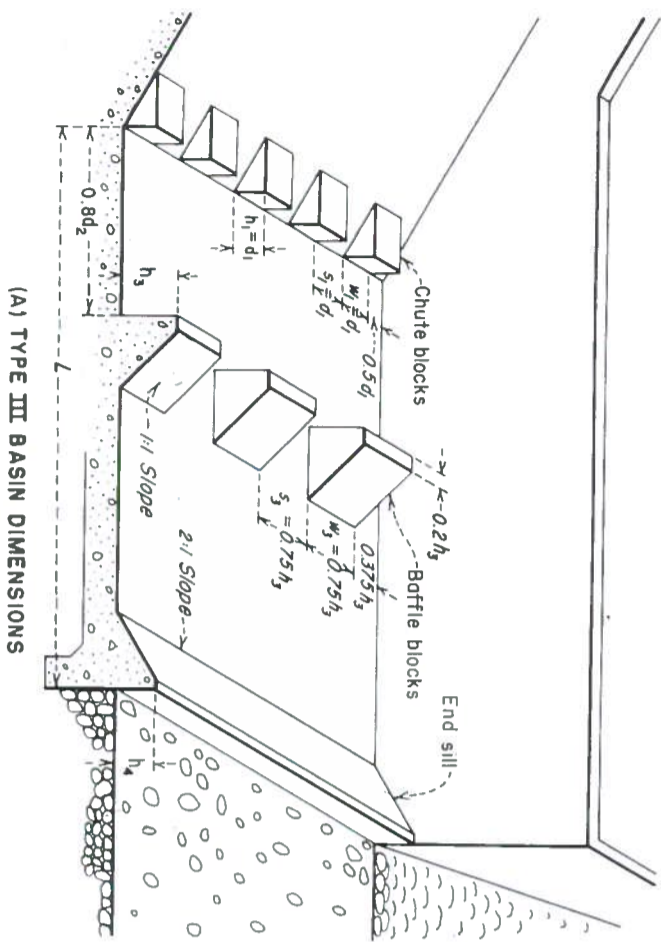 Chute blocks
0.5d₁
w₁=d₁
s₁=d₁
h₁=d₁
0.2h₃
Baffle blocks
0.375h₃
w₃=0.75h₃
s₃=0.75h₃
End sill
h₃
0.8d₂
1:1 Slope
2:1 Slope
h₄
L
(A) TYPE III BASIN DIMENSIONS